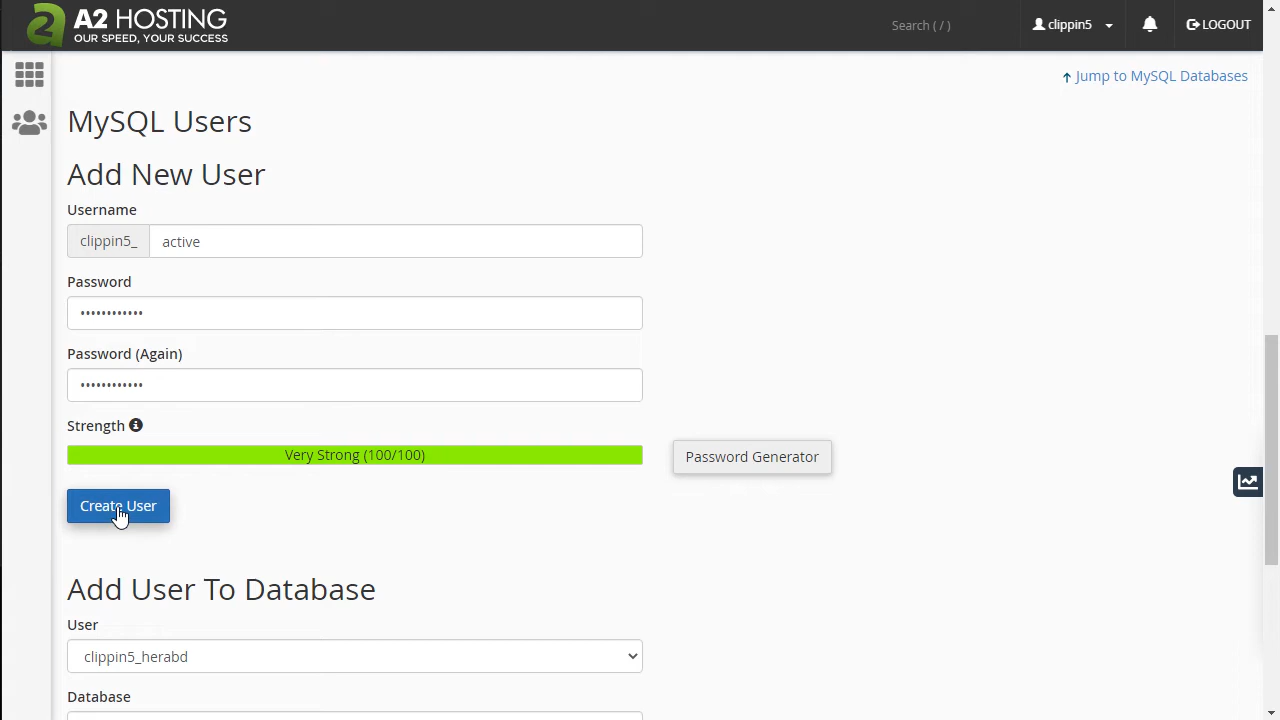 A2 HOSTING
OUR SPEED, YOUR SUCCESS
Search ( / )
clippin5
LOGOUT
Jump to MySQL Databases
MySQL Users
Add New User
Username
clippin5_
active
Password
••••••••••••
Password (Again)
••••••••••••
Strength
Very Strong (100/100)
Password Generator
Create User
Add User To Database
User
clippin5_herabd
Database